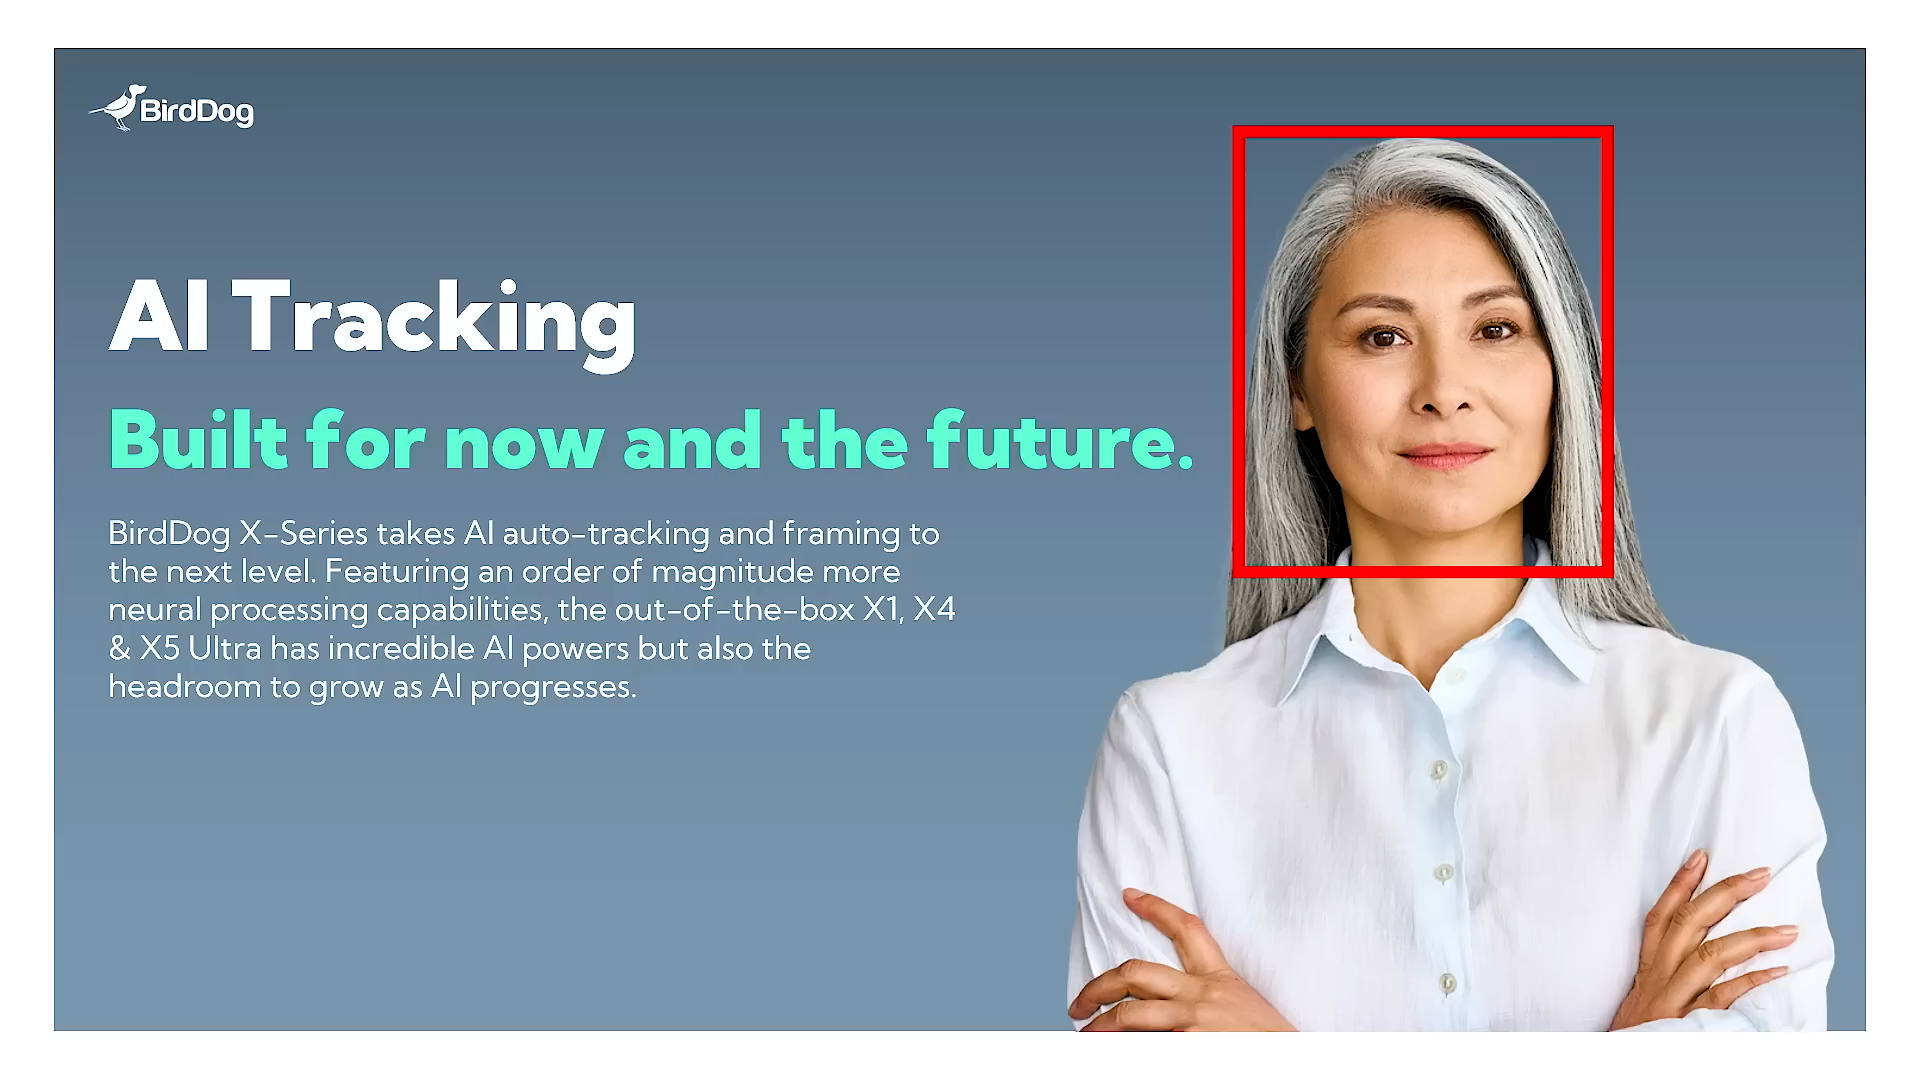 BirdDog
AI Tracking
Built for now and the future.
BirdDog X-Series takes AI auto-tracking and framing to
the next level. Featuring an order of magnitude more
neural processing capabilities, the out-of-the-box X1, X4
& X5 Ultra has incredible AI powers but also the
headroom to grow as AI progresses.